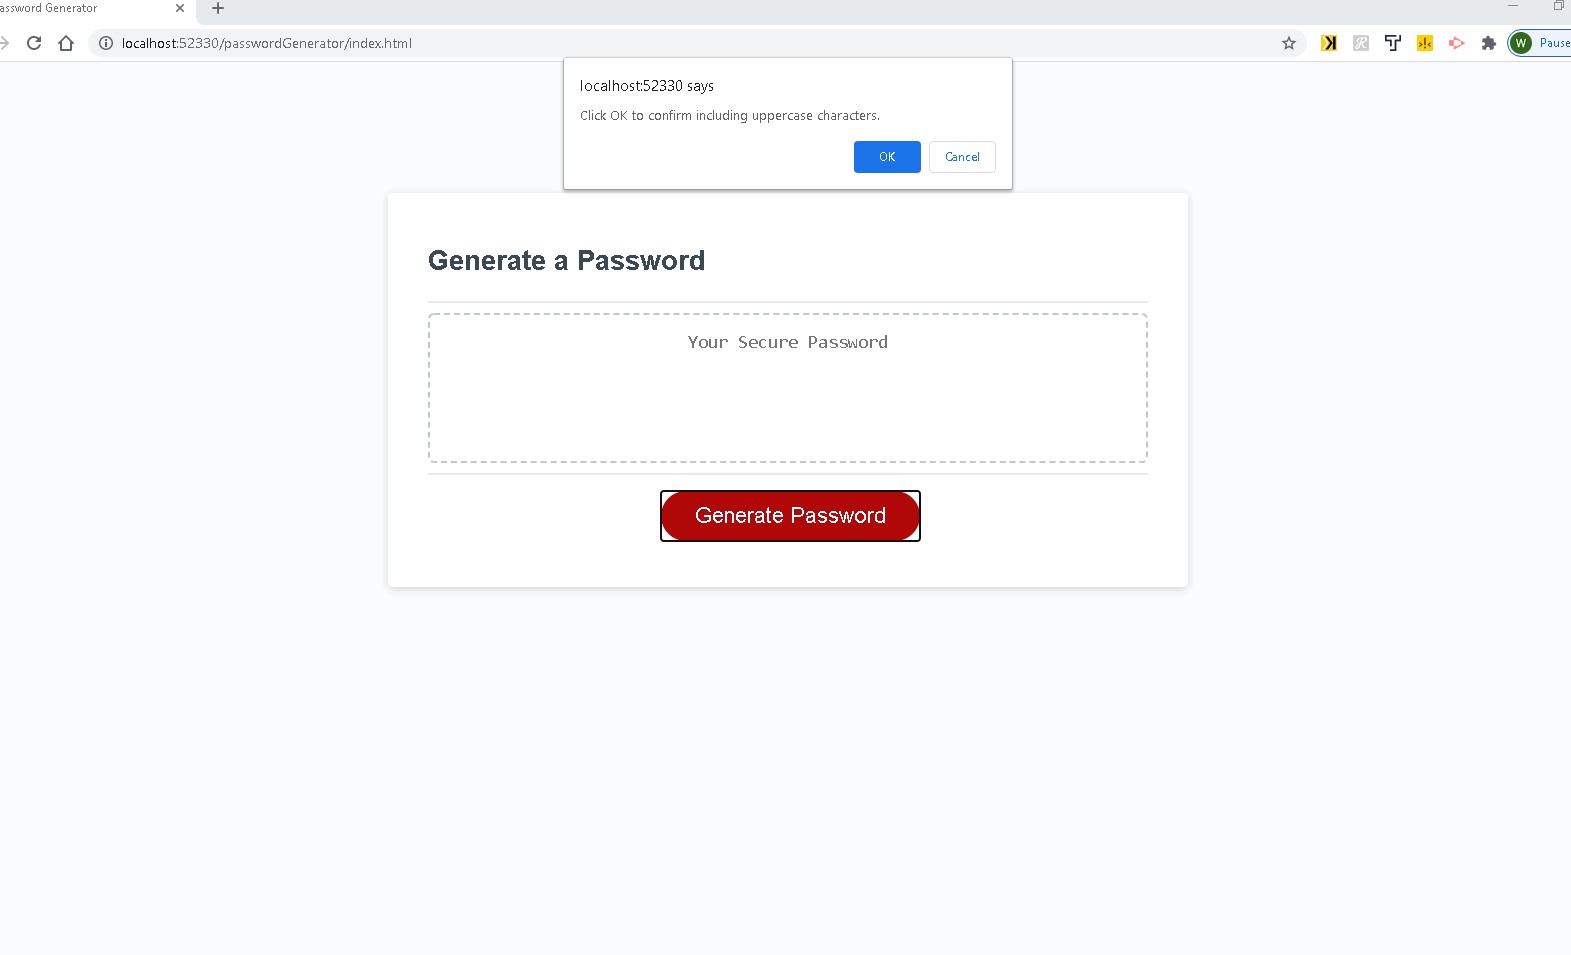 assword Generator
localhost:52330/passwordGenerator/index.html
W Pause
localhost:52330 says
Click OK to confirm including uppercase characters.
OK Cancel
Generate a Password
Your Secure Password
Generate Password